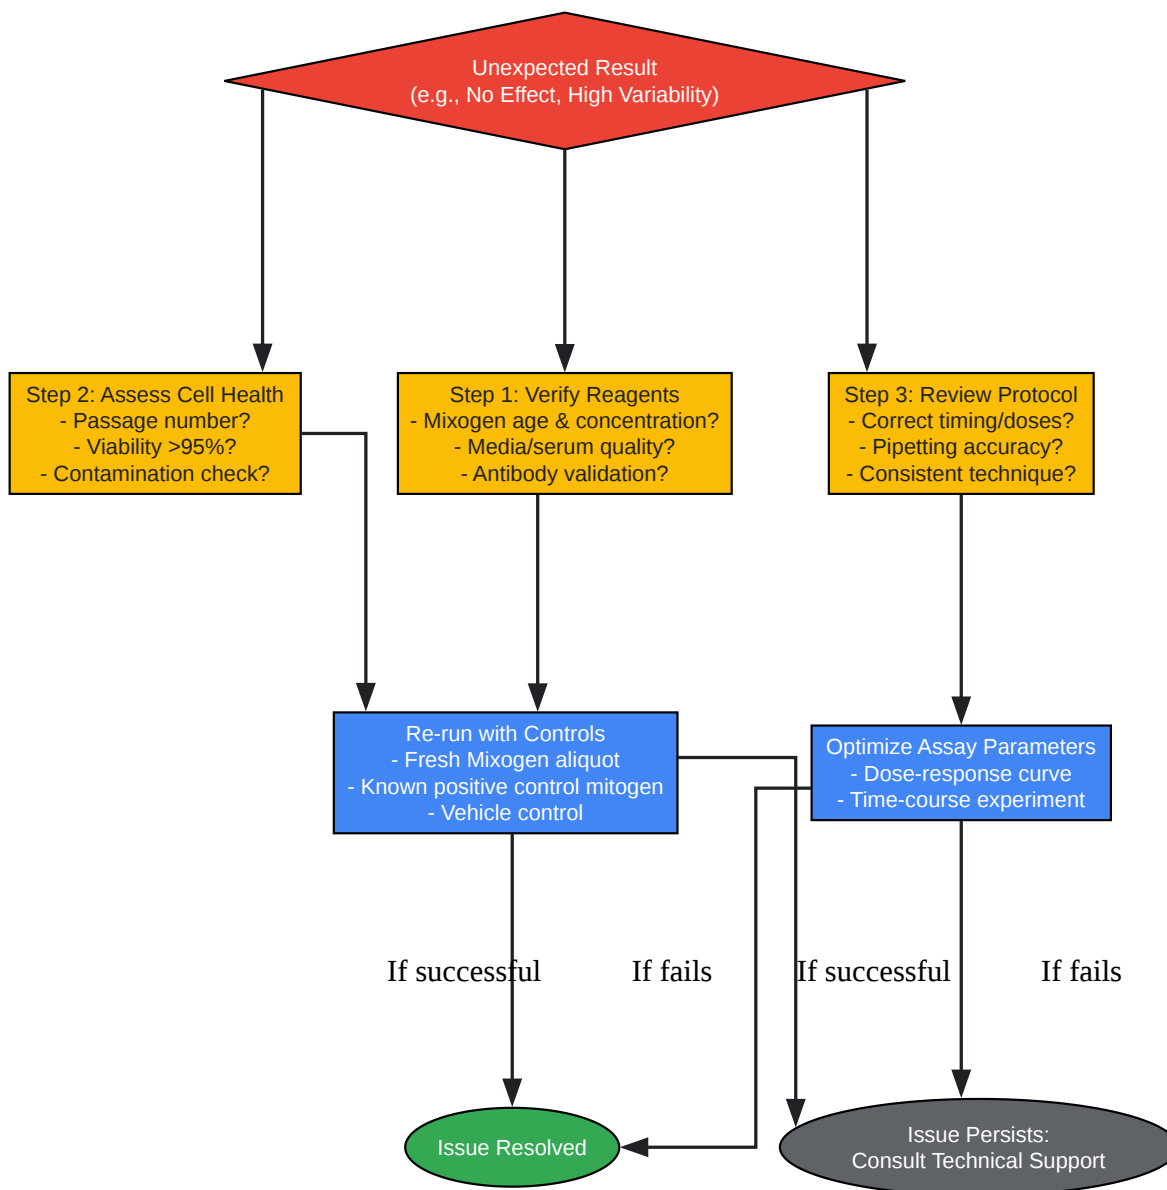 Unexpected Result
(e.g., No Effect, High Variability)
Step 2: Assess Cell Health
- Passage number?
- Viability >95%?
- Contamination check?
Step 1: Verify Reagents
- Mixogen age & concentration?
- Media/serum quality?
- Antibody validation?
Step 3: Review Protocol
- Correct timing/doses?
- Pipetting accuracy?
- Consistent technique?
Re-run with Controls
- Fresh Mixogen aliquot
- Known positive control mitogen
- Vehicle control
Optimize Assay Parameters
- Dose-response curve
- Time-course experiment
If successful
If fails
If successful
If fails
Issue Resolved
Issue Persists:
Consult Technical Support